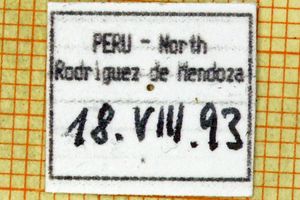 PERU - North
Rodriguez de Mendoza
18.VIII.93